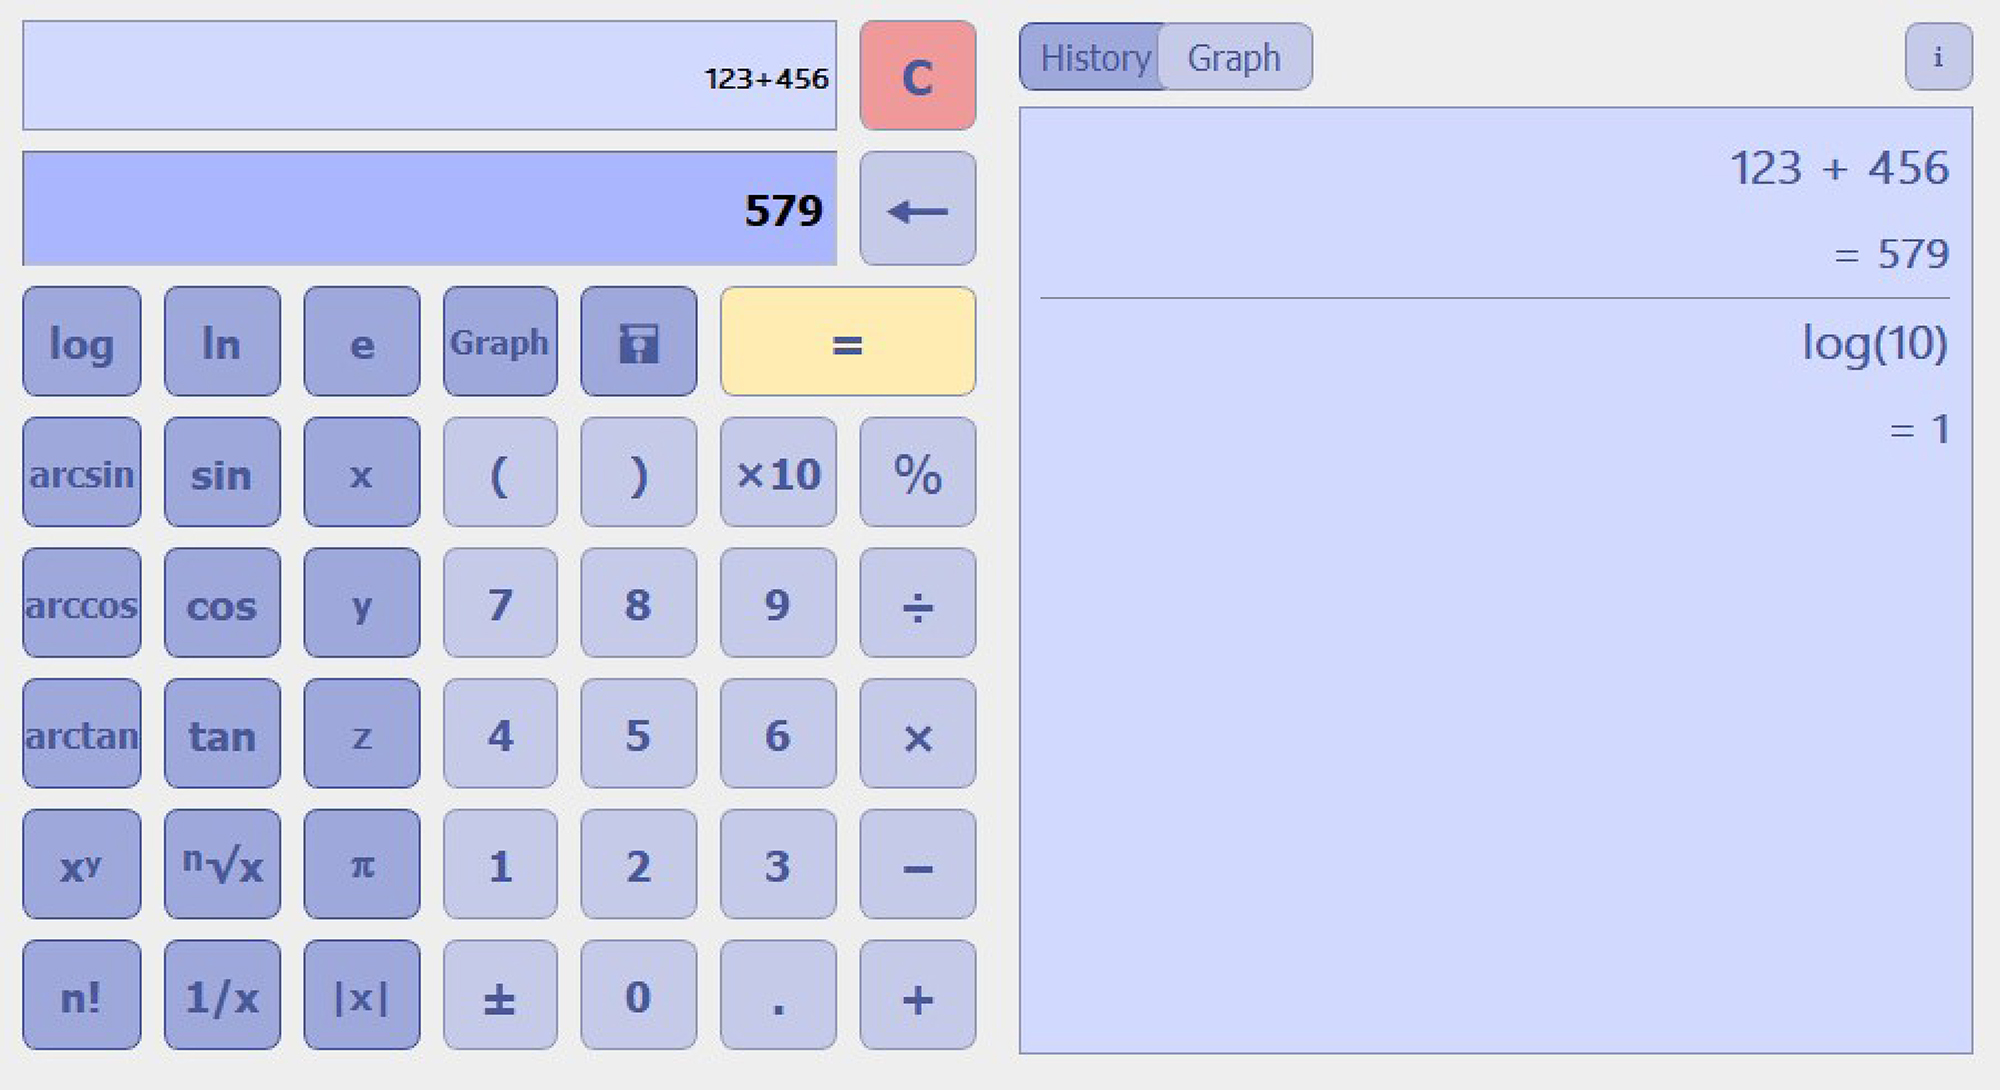 123+456
C
579
←
log ln e Graph =
arcsin sin x ( ) ×10 %
arccos cos y 7 8 9 ÷
arctan tan z 4 5 6 ×
xʸ ⁿ√x π 1 2 3 −
n! 1/x |x| ± 0 . +
History Graph i
123 + 456
= 579
log(10)
= 1